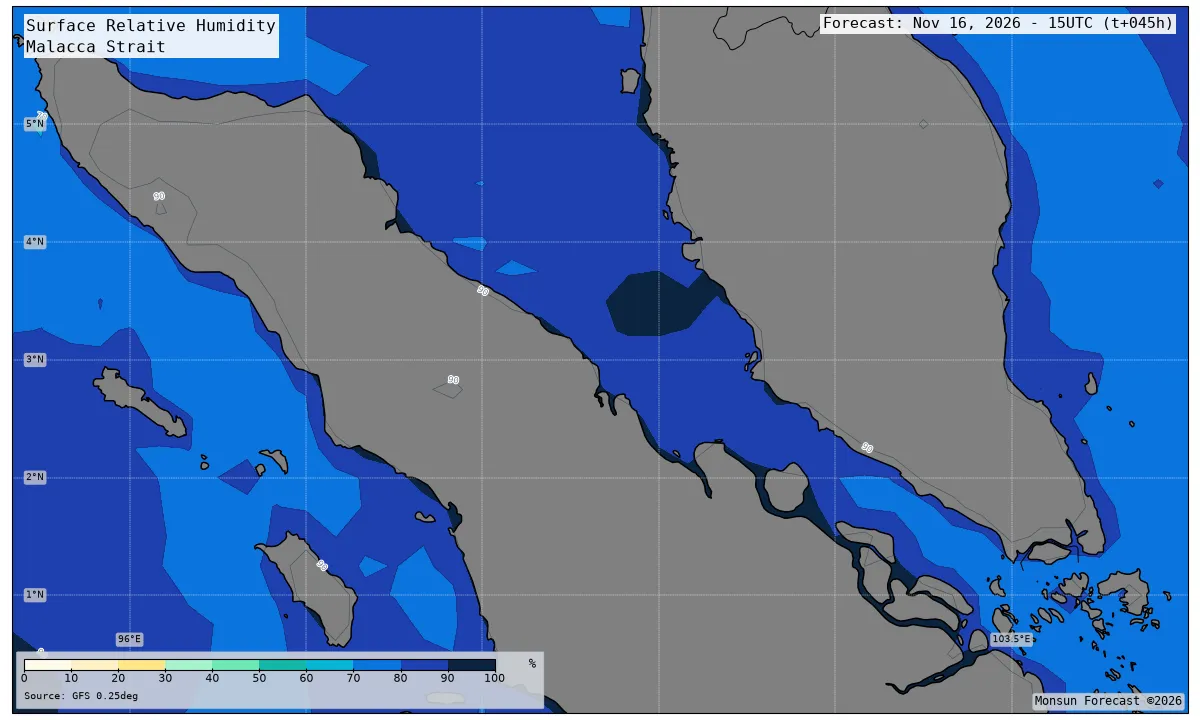 Surface Relative Humidity
Malacca Strait
Forecast: Nov 16, 2026 - 15UTC (t+045h)
5°N
90
4°N
90
3°N
90
90
2°N
90
1°N
96°E
103.5°E
%
0 10 20 30 40 50 60 70 80 90 100
Source: GFS 0.25deg
Monsun Forecast ©2026